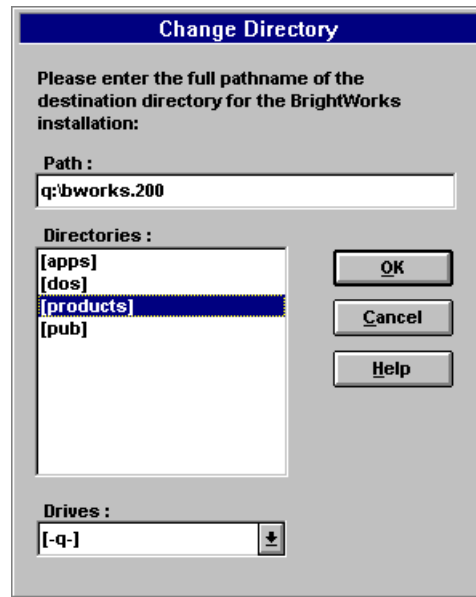 Change Directory
Please enter the full pathname of the
destination directory for the BrightWorks
installation:
Path :
q:\bworks.200
Directories :
[apps]
[dos]
[products]
[pub]
OK
Cancel
Help
Drives :
[-q-]